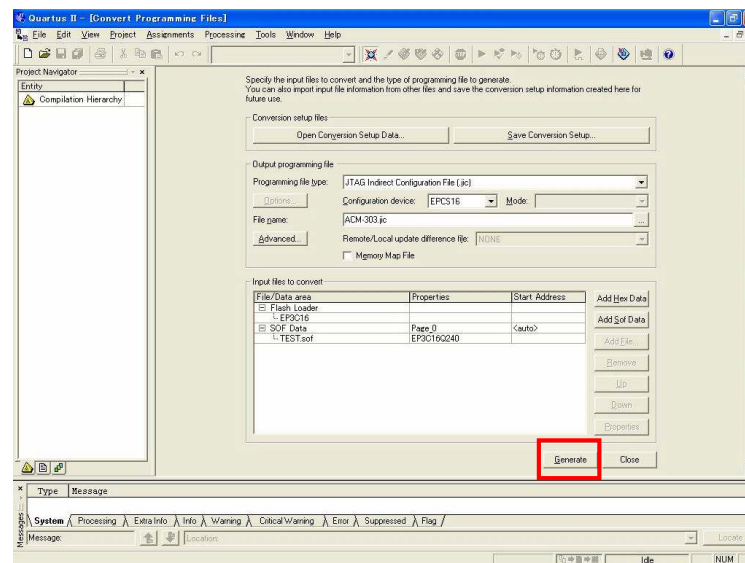 Quartus II - [Convert Programming Files]
File Edit View Project Assignments Processing Tools Window Help
Project Navigator
Entity
Compilation Hierarchy
Specify the input files to convert and the type of programming file to generate.
You can also import input file information from other files and save the conversion setup information created here for
future use.
Conversion setup files
Open Conversion Setup Data...
Save Conversion Setup...
Output programming file
Programming file type: JTAG Indirect Configuration File (.jic)
Options... Configuration device: EPCS16 Mode:
File name: ACM-303.jic ...
Advanced... Remote/Local update difference file: NONE
Memory Map File
Input files to convert
File/Data area Properties Start Address
Flash Loader
EP3C16
SOF Data Page_0 <auto>
TEST.sof EP3C16Q240
Add Hex Data
Add Sof Data
Add File...
Remove
Up
Down
Properties
Generate Close
Type Message
Messages
System Processing Extra Info Info Warning Critical Warning Error Suppressed Flag
Message: Location: Locate
Idle NUM